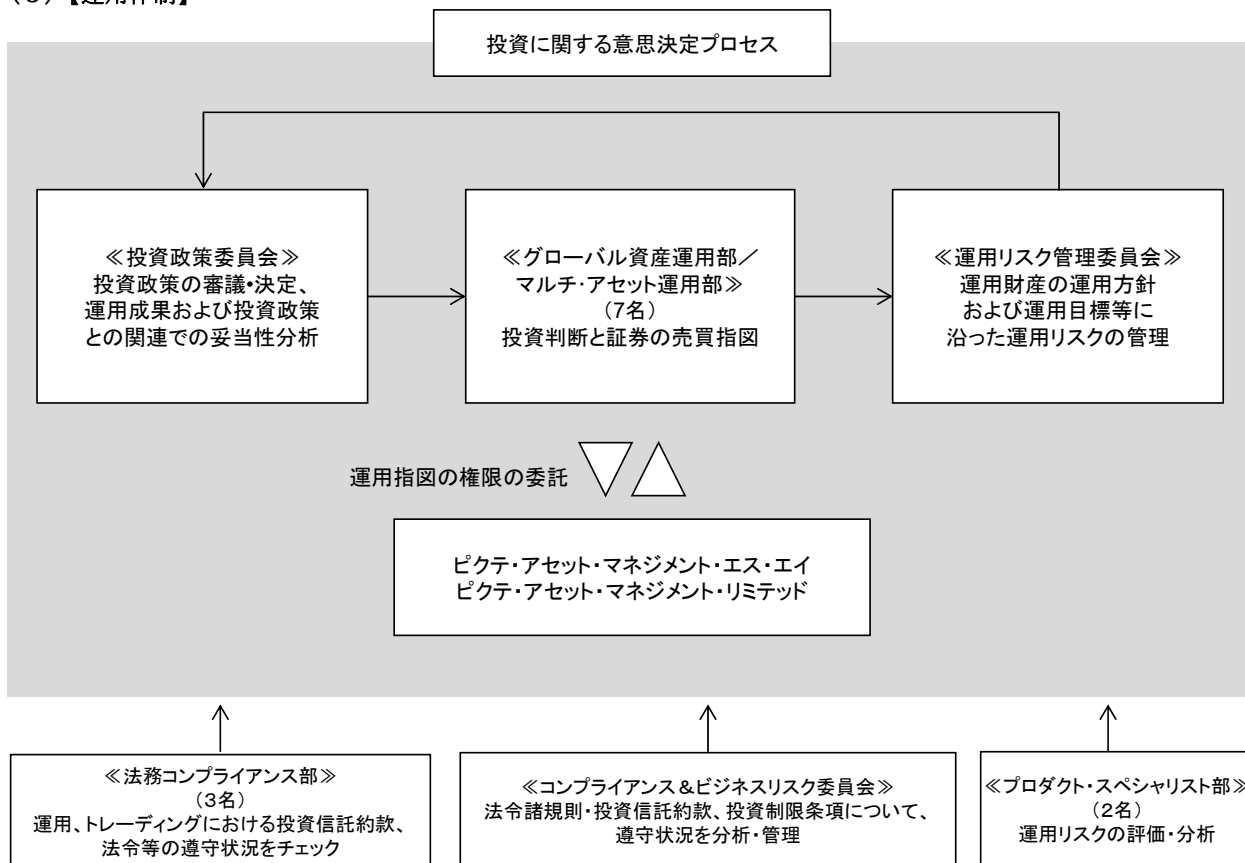 投資に関する意思決定プロセス
≪投資政策委員会≫
投資政策の審議・決定、
運用成果および投資政策
との関連での妥当性分析
≪グローバル資産運用部／
マルチ・アセット運用部≫
（7名）
投資判断と証券の売買指図
≪運用リスク管理委員会≫
運用財産の運用方針
および運用目標等に
沿った運用リスクの管理
運用指図の権限の委託
ピクテ・アセット・マネジメント・エス・エイ
ピクテ・アセット・マネジメント・リミテッド
≪法務コンプライアンス部≫
（3名）
運用、トレーディングにおける投資信託約款、
法令等の遵守状況をチェック
≪コンプライアンス＆ビジネスリスク委員会≫
法令諸規則・投資信託約款、投資制限条項について、
遵守状況を分析・管理
≪プロダクト・スペシャリスト部≫
（2名）
運用リスクの評価・分析